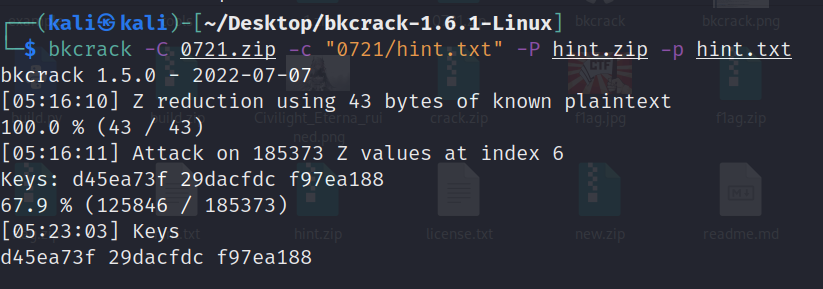 ┌──(kali㉿kali)-[~/Desktop/bkcrack-1.6.1-Linux]
└─$ bkcrack -C 0721.zip -c "0721/hint.txt" -P hint.zip -p hint.txt
bkcrack 1.5.0 - 2022-07-07
[05:16:10] Z reduction using 43 bytes of known plaintext
100.0 % (43 / 43)
[05:16:11] Attack on 185373 Z values at index 6
Keys: d45ea73f 29dacfdc f97ea188
67.9 % (125846 / 185373)
[05:23:03] Keys
d45ea73f 29dacfdc f97ea188
bkcrack
bkcrack.png
build.py
Civilight_Eterna_rui
ned.png
crack.zip
f1ag.jpg
flag.zip
hint.zip
license.txt
new.zip
readme.md